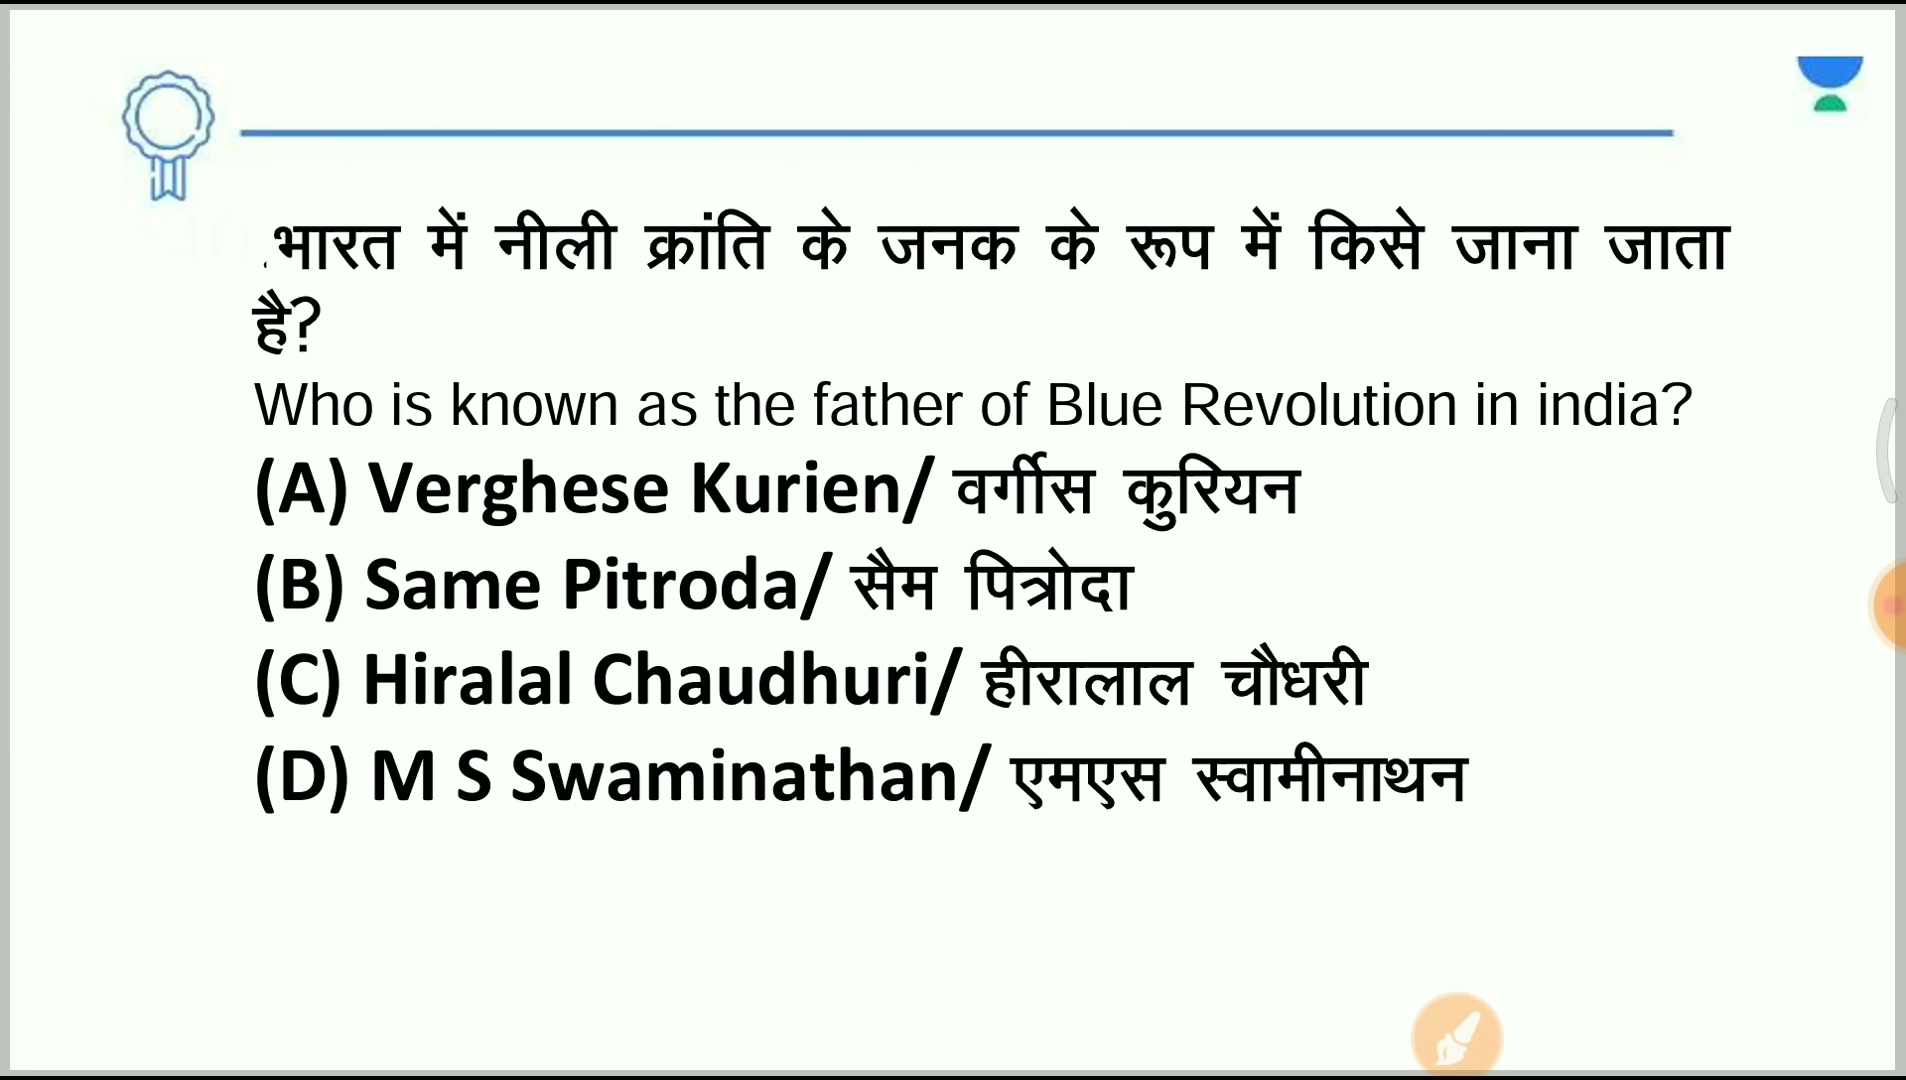 .भारत में नीली क्रांति के जनक के रूप में किसे जाना जाता
है?
Who is known as the father of Blue Revolution in india?
(A) Verghese Kurien/ वर्गीस कुरियन
(B) Same Pitroda/ सैम पित्रोदा
(C) Hiralal Chaudhuri/ हीरालाल चौधरी
(D) M S Swaminathan/ एमएस स्वामीनाथन